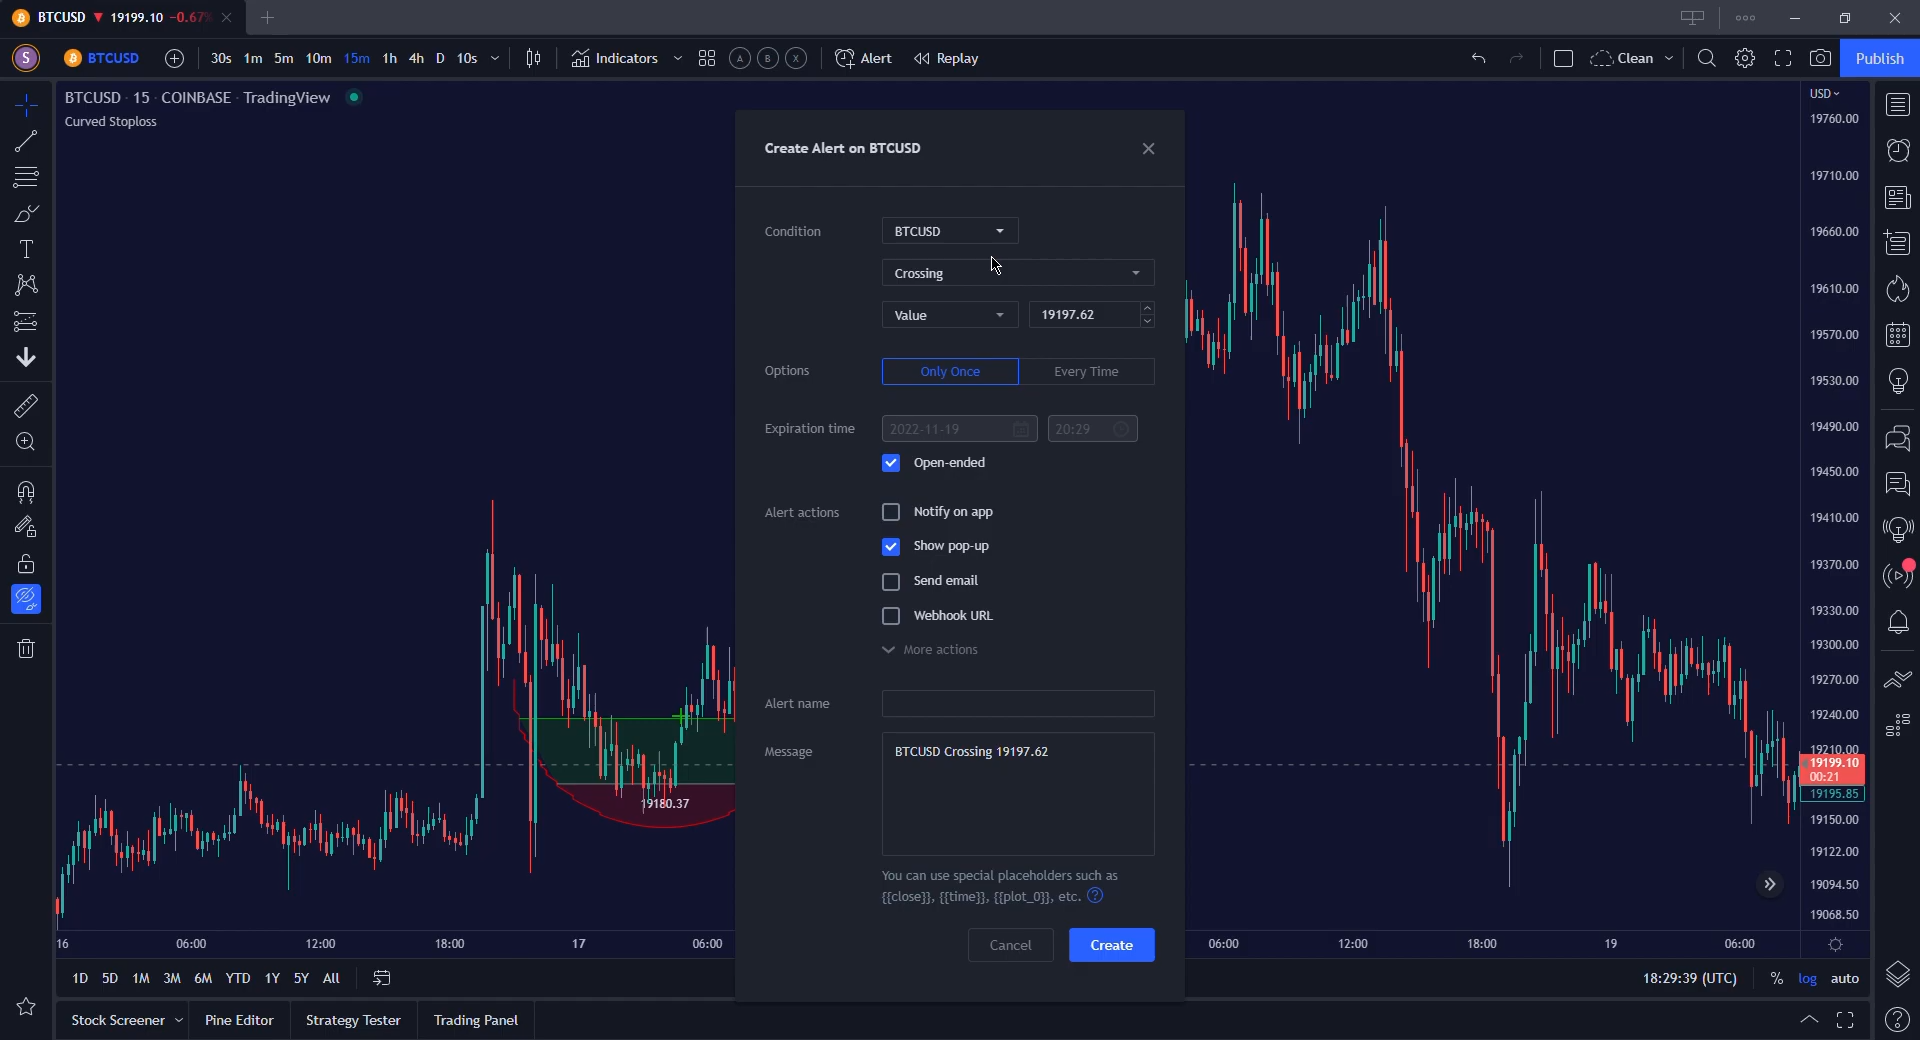 BTCUSD ▼ 19199.10 -0.67%
S BTCUSD 30s 1m 5m 10m 15m 1h 4h D 10s Indicators A B X Alert Replay Clean Publish
BTCUSD · 15 · COINBASE · TradingView
Curved Stoploss
USD
19760.00
19710.00
19660.00
19610.00
19570.00
19530.00
19490.00
19450.00
19410.00
19370.00
19330.00
19300.00
19270.00
19240.00
19210.00
19199.10
00:21
19195.85
19150.00
19122.00
19094.50
19068.50
Create Alert on BTCUSD
Condition BTCUSD
Crossing
Value 19197.62
Options Only Once Every Time
Expiration time 2022-11-19 20:29
Open-ended
Alert actions Notify on app
Show pop-up
Send email
Webhook URL
More actions
Alert name
Message BTCUSD Crossing 19197.62
You can use special placeholders such as
{{close}}, {{time}}, {{plot_0}}, etc. ?
Cancel Create
19180.37
16 06:00 12:00 18:00 17 06:00 06:00 12:00 18:00 19 06:00
1D 5D 1M 3M 6M YTD 1Y 5Y All 18:29:39 (UTC) % log auto
Stock Screener Pine Editor Strategy Tester Trading Panel